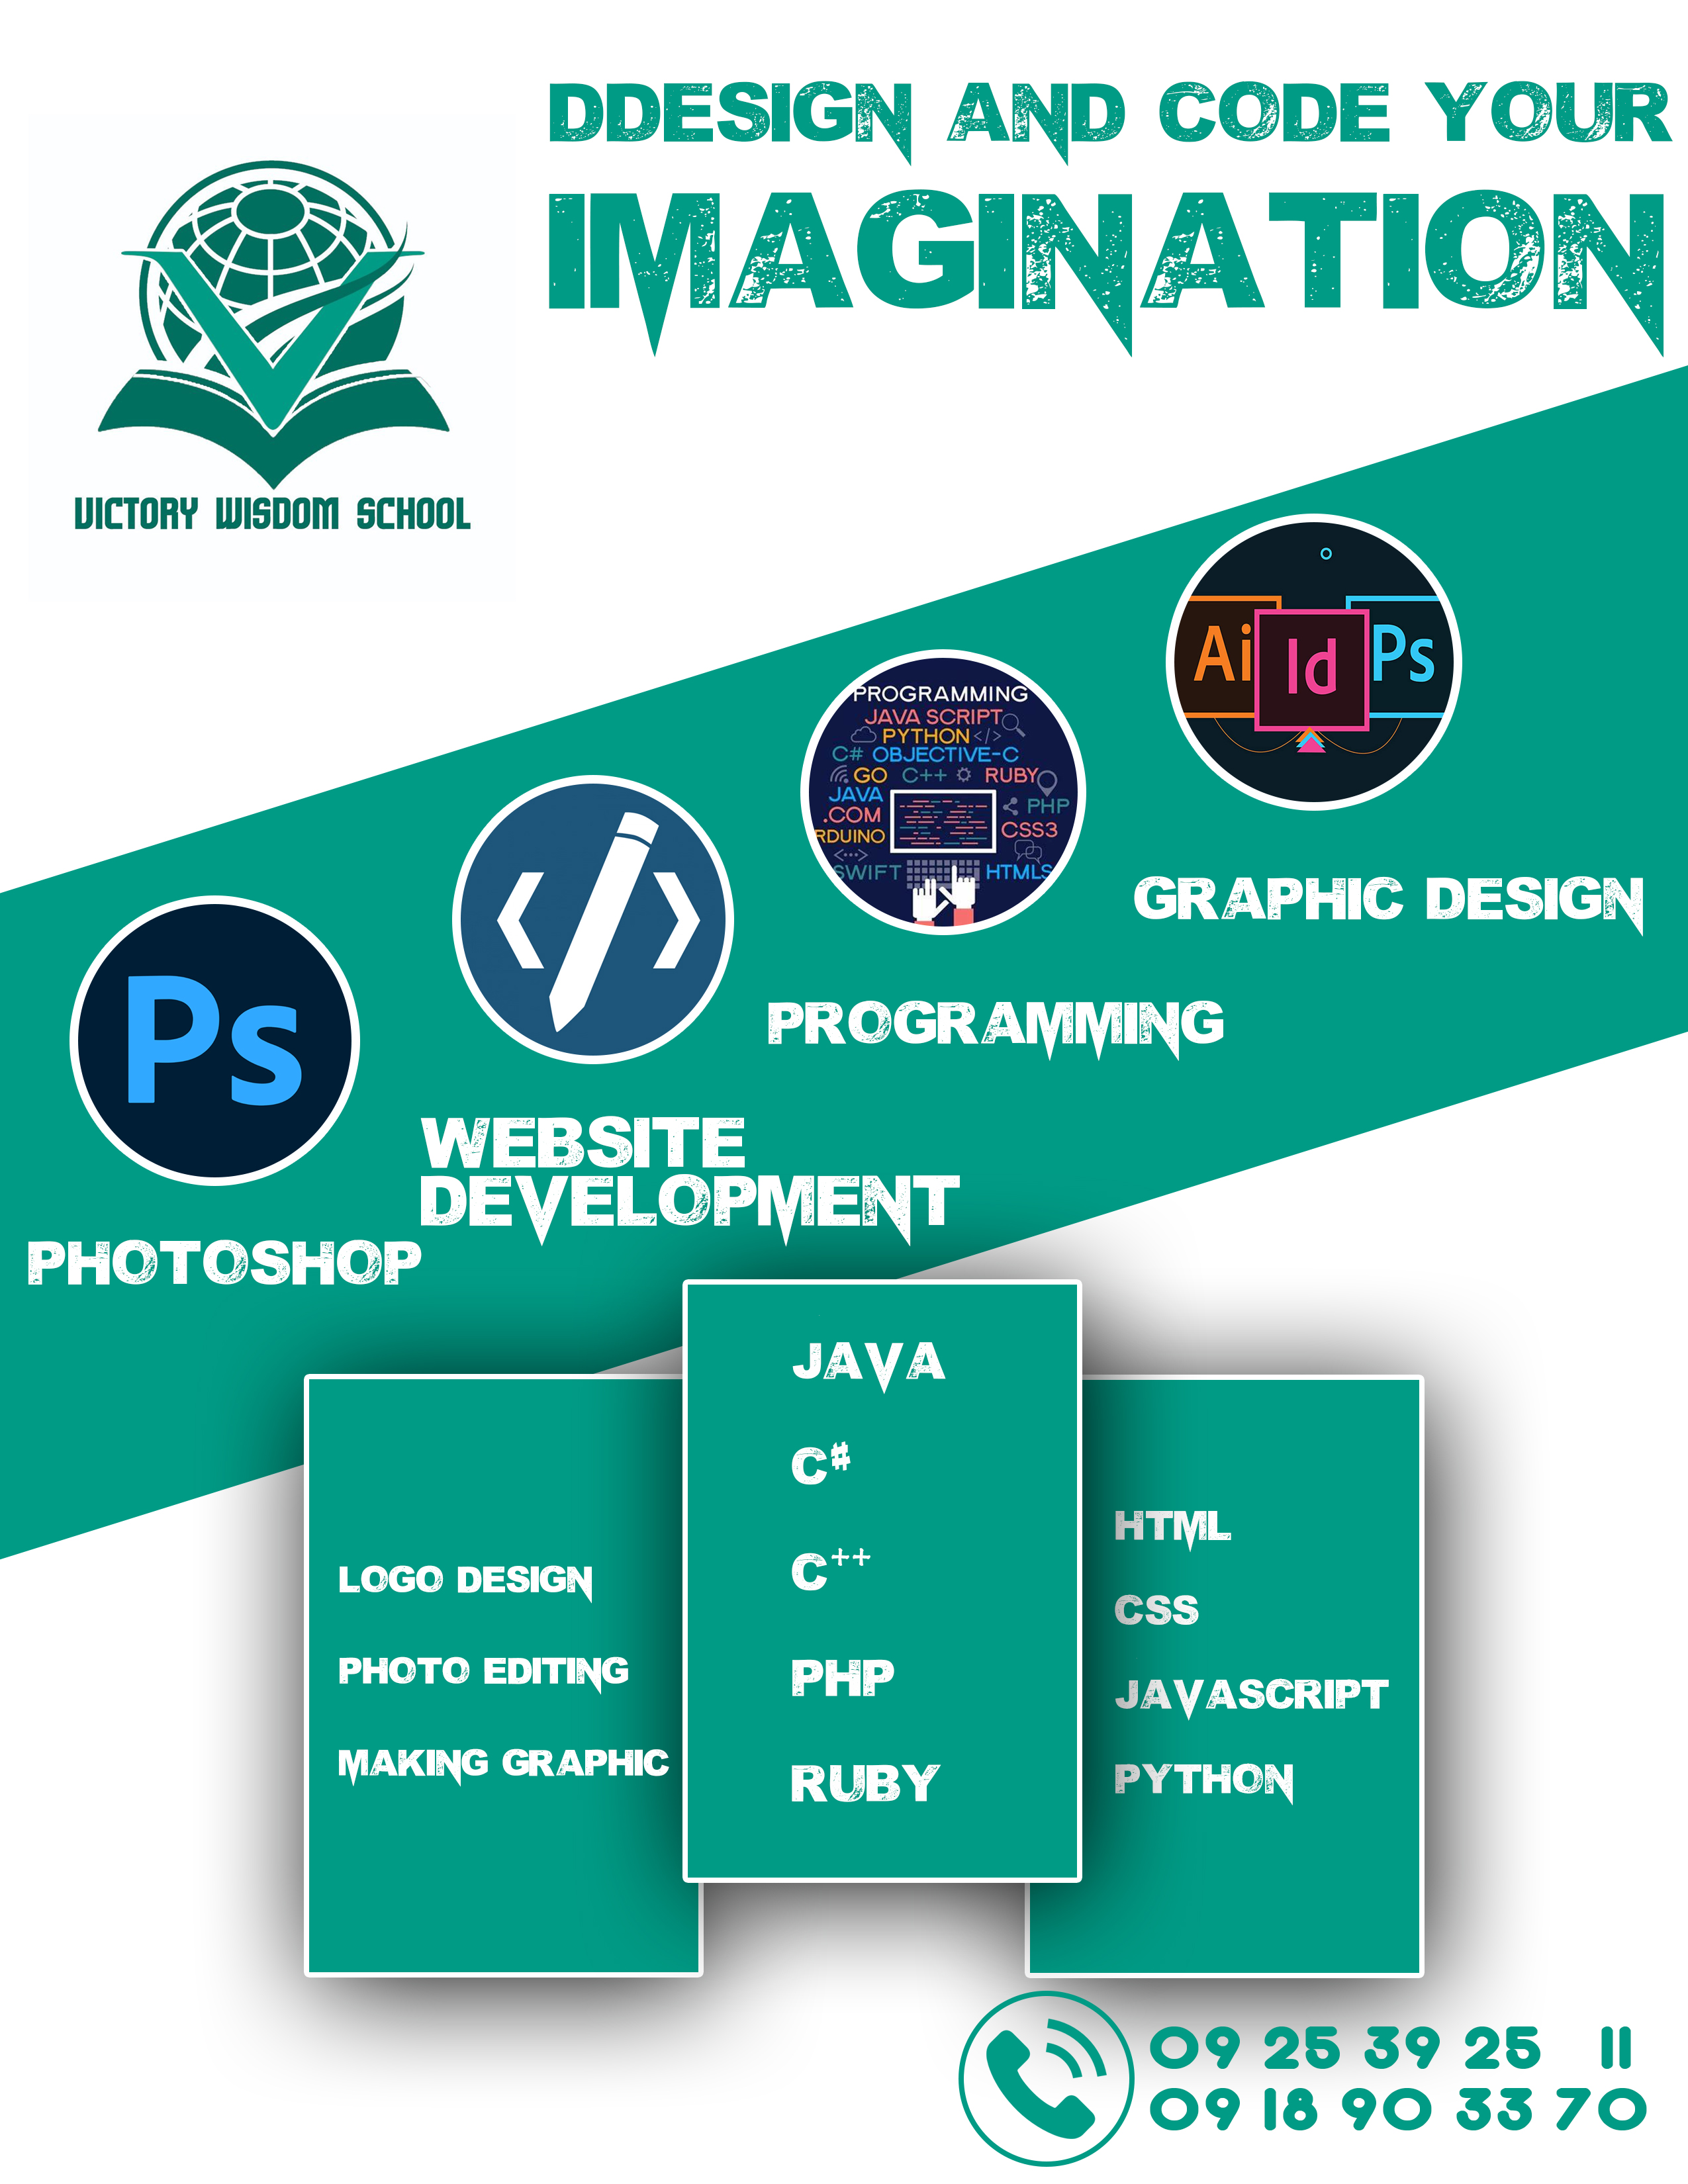 DDESIGN AND CODE YOUR
IMAGINATION
VICTORY WISDOM SCHOOL
Ai
Id
Ps
PROGRAMMING
JAVA SCRIPT
PYTHON </>
C# OBJECTIVE-C
GO C++ RUBY
JAVA
PHP
.COM
CSS3
RDUINO
<...>
SWIFT
HTML5
GRAPHIC DESIGN
PROGRAMMING
Ps
WEBSITE
DEVELOPMENT
PHOTOSHOP
LOGO DESIGN
PHOTO EDITING
MAKING GRAPHIC
JAVA
C#
C++
PHP
RUBY
HTML
CSS
JAVASCRIPT
PYTHON
09 25 39 25 11
09 18 90 33 70